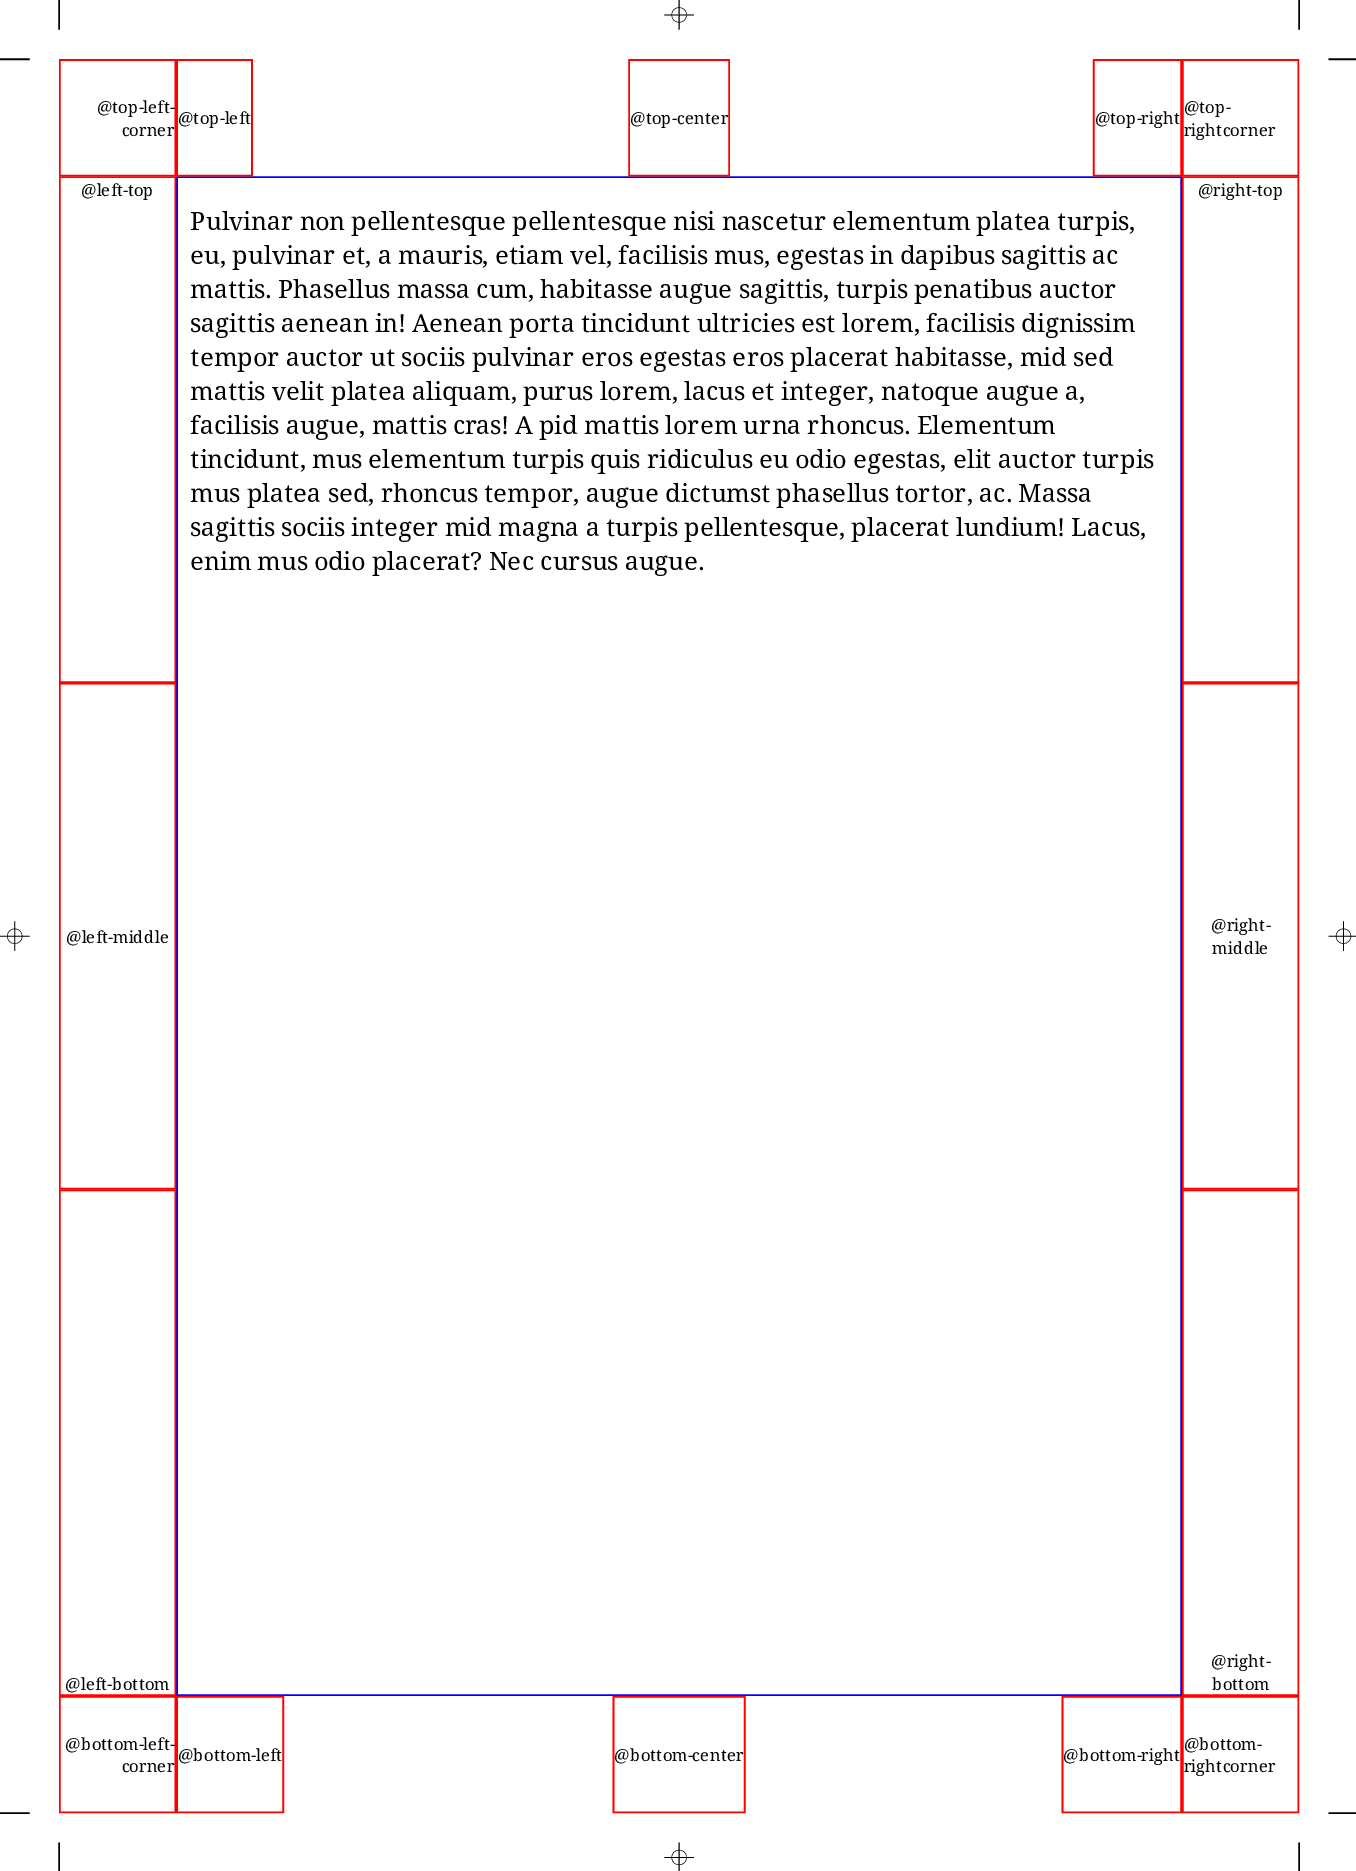 @top-left-
corner
@top-left
@top-center
@top-right
@top-
rightcorner
@left-top
@right-top
Pulvinar non pellentesque pellentesque nisi nascetur elementum platea turpis,
eu, pulvinar et, a mauris, etiam vel, facilisis mus, egestas in dapibus sagittis ac
mattis. Phasellus massa cum, habitasse augue sagittis, turpis penatibus auctor
sagittis aenean in! Aenean porta tincidunt ultricies est lorem, facilisis dignissim
tempor auctor ut sociis pulvinar eros egestas eros placerat habitasse, mid sed
mattis velit platea aliquam, purus lorem, lacus et integer, natoque augue a,
facilisis augue, mattis cras! A pid mattis lorem urna rhoncus. Elementum
tincidunt, mus elementum turpis quis ridiculus eu odio egestas, elit auctor turpis
mus platea sed, rhoncus tempor, augue dictumst phasellus tortor, ac. Massa
sagittis sociis integer mid magna a turpis pellentesque, placerat lundium! Lacus,
enim mus odio placerat? Nec cursus augue.
@left-middle
@right-
middle
@left-bottom
@right-
bottom
@bottom-left-
corner
@bottom-left
@bottom-center
@bottom-right
@bottom-
rightcorner